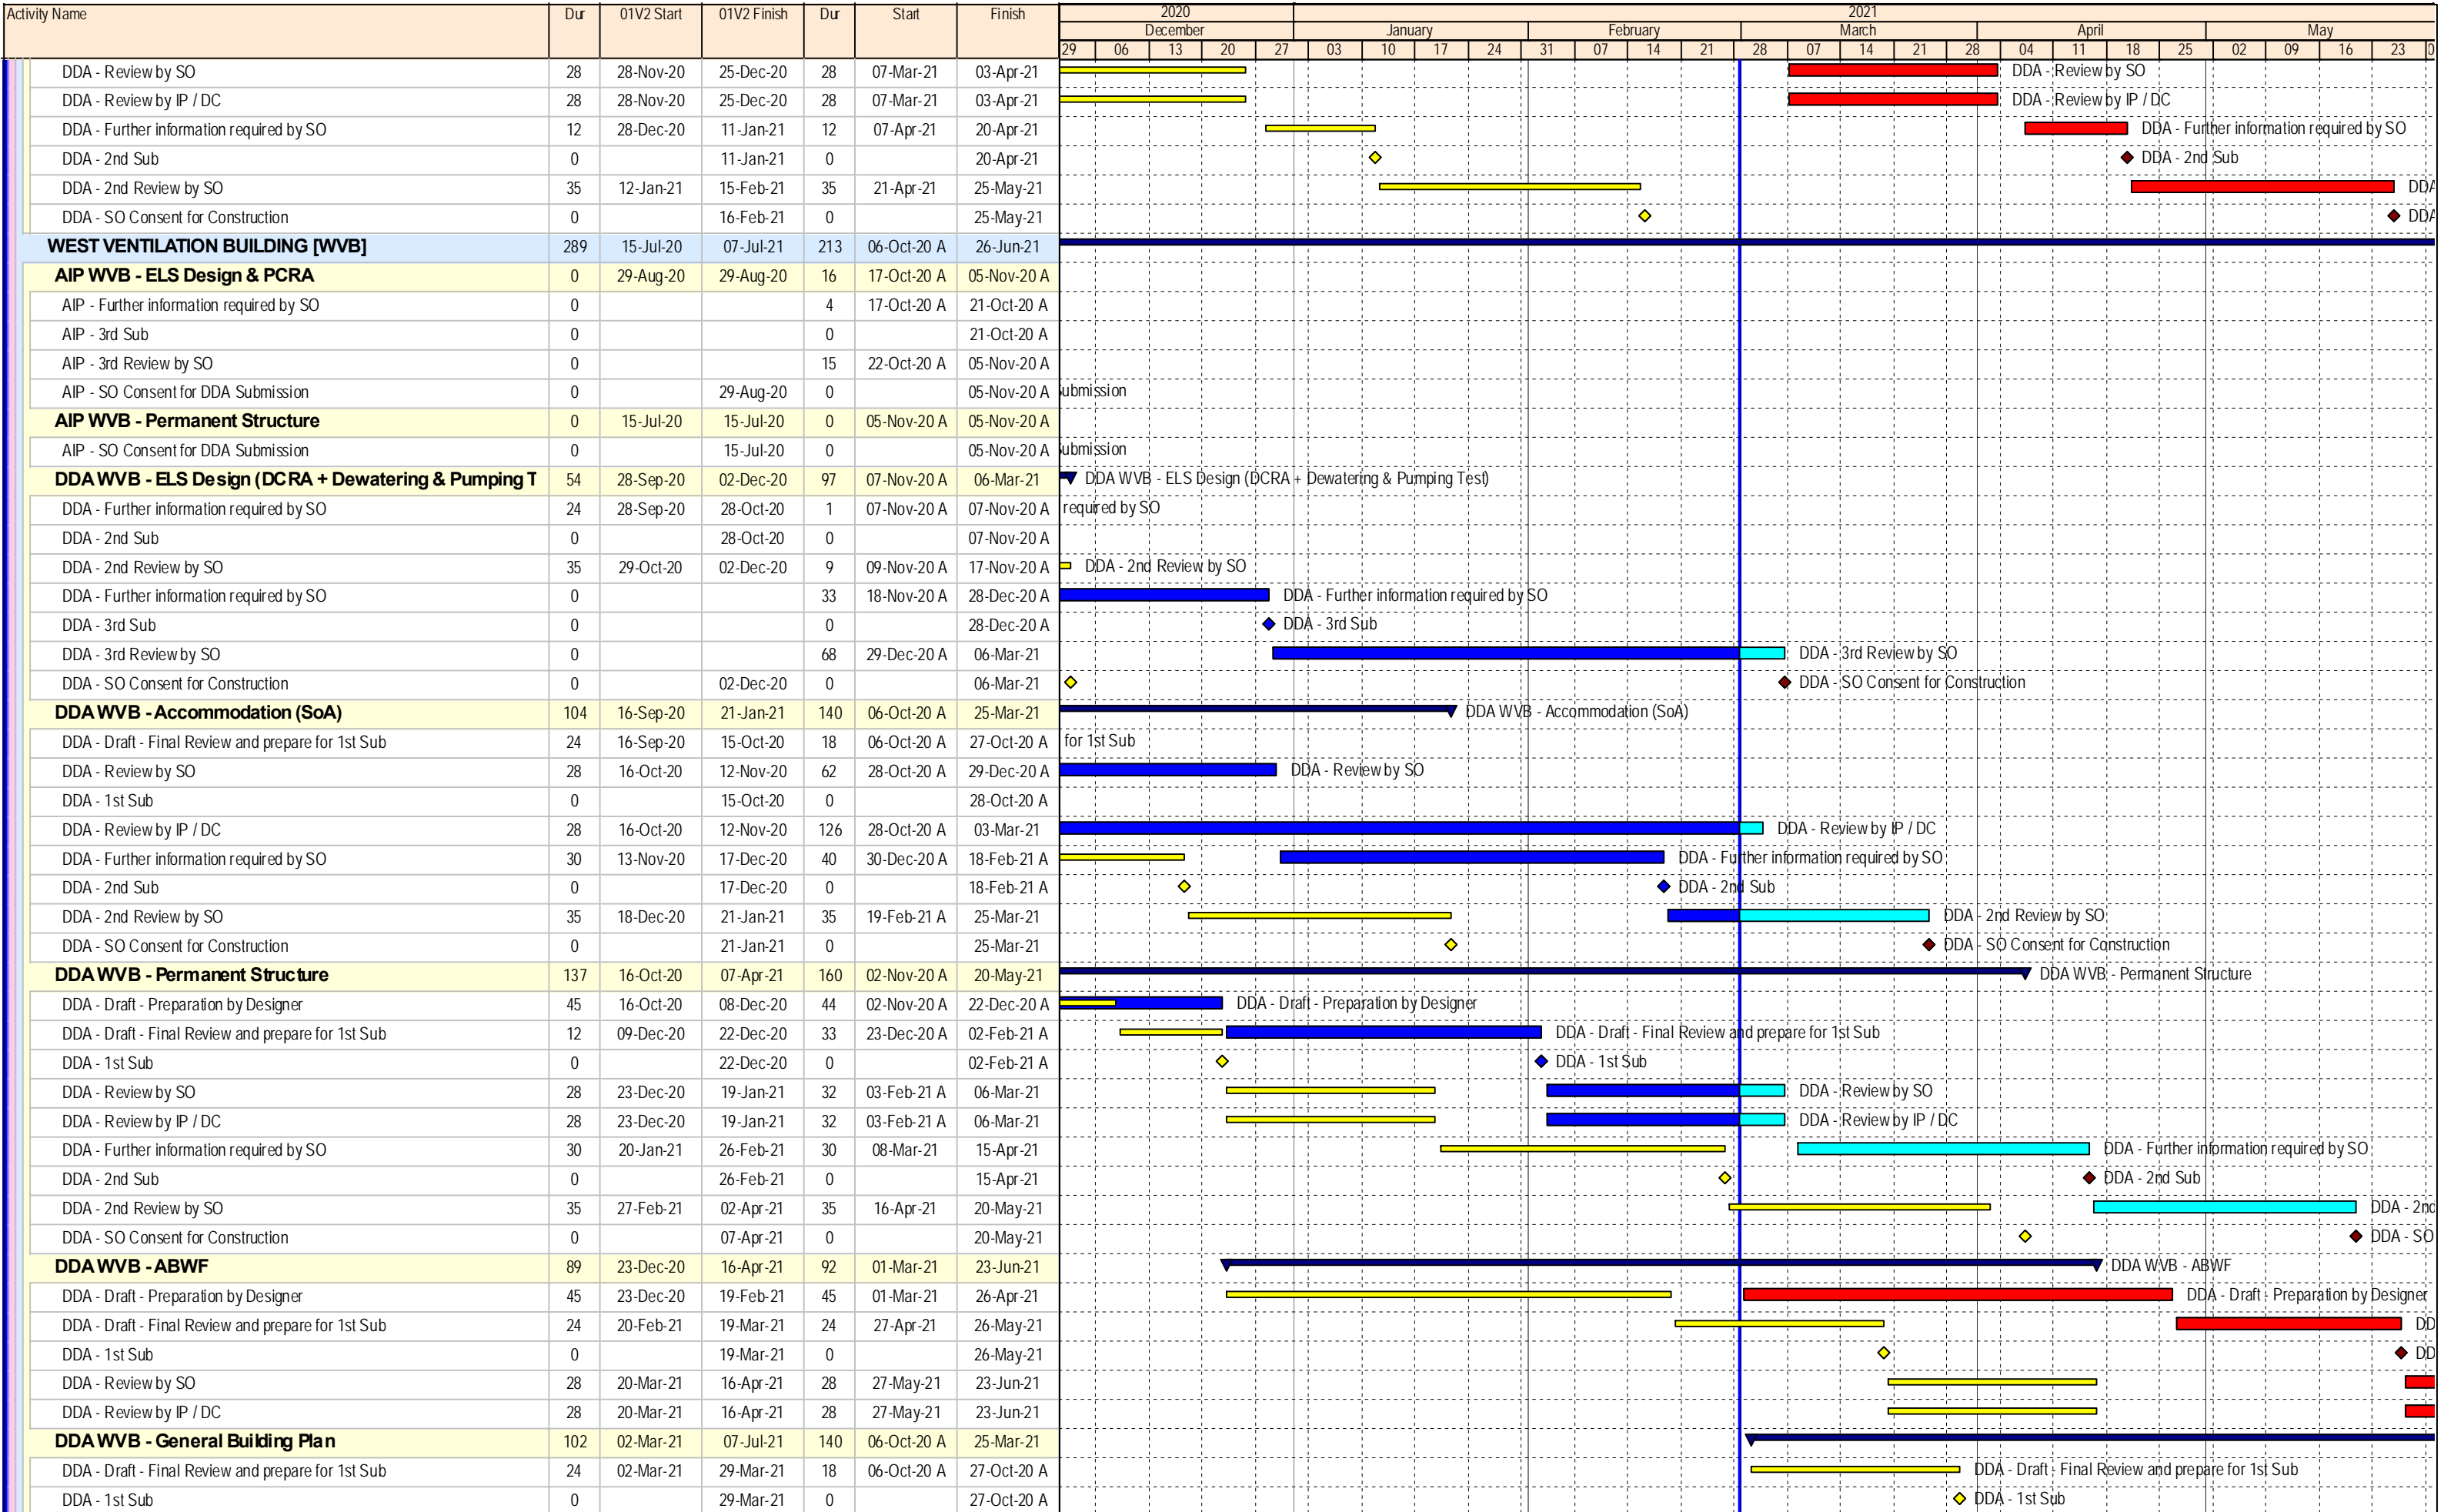 Activity Name Dur 01V2 Start 01V2 Finish Dur Start Finish 2020 2021
December January February March April May
29 06 13 20 27 03 10 17 24 31 07 14 21 28 07 14 21 28 04 11 18 25 02 09 16 23
DDA - Review by SO 28 28-Nov-20 25-Dec-20 28 07-Mar-21 03-Apr-21 DDA - Review by SO
DDA - Review by IP / DC 28 28-Nov-20 25-Dec-20 28 07-Mar-21 03-Apr-21 DDA - Review by IP / DC
DDA - Further information required by SO 12 28-Dec-20 11-Jan-21 12 07-Apr-21 20-Apr-21 DDA - Further information required by SO
DDA - 2nd Sub 0 11-Jan-21 0 20-Apr-21 DDA - 2nd Sub
DDA - 2nd Review by SO 35 12-Jan-21 15-Feb-21 35 21-Apr-21 25-May-21 DDA
DDA - SO Consent for Construction 0 16-Feb-21 0 25-May-21 DDA
WEST VENTILATION BUILDING [WVB] 289 15-Jul-20 07-Jul-21 213 06-Oct-20 A 26-Jun-21
AIP WVB - ELS Design & PCRA 0 29-Aug-20 29-Aug-20 16 17-Oct-20 A 05-Nov-20 A
AIP - Further information required by SO 0 4 17-Oct-20 A 21-Oct-20 A
AIP - 3rd Sub 0 0 21-Oct-20 A
AIP - 3rd Review by SO 0 15 22-Oct-20 A 05-Nov-20 A
AIP - SO Consent for DDA Submission 0 29-Aug-20 0 05-Nov-20 A ubmission
AIP WVB - Permanent Structure 0 15-Jul-20 15-Jul-20 0 05-Nov-20 A 05-Nov-20 A
AIP - SO Consent for DDA Submission 0 15-Jul-20 0 05-Nov-20 A ubmission
DDA WVB - ELS Design (DCRA + Dewatering & Pumping T 54 28-Sep-20 02-Dec-20 97 07-Nov-20 A 06-Mar-21 DDA WVB - ELS Design (DCRA + Dewatering & Pumping Test)
DDA - Further information required by SO 24 28-Sep-20 28-Oct-20 1 07-Nov-20 A 07-Nov-20 A required by SO
DDA - 2nd Sub 0 28-Oct-20 0 07-Nov-20 A
DDA - 2nd Review by SO 35 29-Oct-20 02-Dec-20 9 09-Nov-20 A 17-Nov-20 A DDA - 2nd Review by SO
DDA - Further information required by SO 0 33 18-Nov-20 A 28-Dec-20 A DDA - Further information required by SO
DDA - 3rd Sub 0 0 28-Dec-20 A DDA - 3rd Sub
DDA - 3rd Review by SO 0 68 29-Dec-20 A 06-Mar-21 DDA - 3rd Review by SO
DDA - SO Consent for Construction 0 02-Dec-20 0 06-Mar-21 DDA - SO Consent for Construction
DDA WVB - Accommodation (SoA) 104 16-Sep-20 21-Jan-21 140 06-Oct-20 A 25-Mar-21 DDA WVB - Accommodation (SoA)
DDA - Draft - Final Review and prepare for 1st Sub 24 16-Sep-20 15-Oct-20 18 06-Oct-20 A 27-Oct-20 A for 1st Sub
DDA - Review by SO 28 16-Oct-20 12-Nov-20 62 28-Oct-20 A 29-Dec-20 A DDA - Review by SO
DDA - 1st Sub 0 15-Oct-20 0 28-Oct-20 A
DDA - Review by IP / DC 28 16-Oct-20 12-Nov-20 126 28-Oct-20 A 03-Mar-21 DDA - Review by IP / DC
DDA - Further information required by SO 30 13-Nov-20 17-Dec-20 40 30-Dec-20 A 18-Feb-21 A DDA - Further information required by SO
DDA - 2nd Sub 0 17-Dec-20 0 18-Feb-21 A DDA - 2nd Sub
DDA - 2nd Review by SO 35 18-Dec-20 21-Jan-21 35 19-Feb-21 A 25-Mar-21 DDA - 2nd Review by SO
DDA - SO Consent for Construction 0 21-Jan-21 0 25-Mar-21 DDA - SO Consent for Construction
DDA WVB - Permanent Structure 137 16-Oct-20 07-Apr-21 160 02-Nov-20 A 20-May-21 DDA WVB - Permanent Structure
DDA - Draft - Preparation by Designer 45 16-Oct-20 08-Dec-20 44 02-Nov-20 A 22-Dec-20 A DDA - Draft - Preparation by Designer
DDA - Draft - Final Review and prepare for 1st Sub 12 09-Dec-20 22-Dec-20 33 23-Dec-20 A 02-Feb-21 A DDA - Draft - Final Review and prepare for 1st Sub
DDA - 1st Sub 0 22-Dec-20 0 02-Feb-21 A DDA - 1st Sub
DDA - Review by SO 28 23-Dec-20 19-Jan-21 32 03-Feb-21 A 06-Mar-21 DDA - Review by SO
DDA - Review by IP / DC 28 23-Dec-20 19-Jan-21 32 03-Feb-21 A 06-Mar-21 DDA - Review by IP / DC
DDA - Further information required by SO 30 20-Jan-21 26-Feb-21 30 08-Mar-21 15-Apr-21 DDA - Further information required by SO
DDA - 2nd Sub 0 26-Feb-21 0 15-Apr-21 DDA - 2nd Sub
DDA - 2nd Review by SO 35 27-Feb-21 02-Apr-21 35 16-Apr-21 20-May-21 DDA - 2nd
DDA - SO Consent for Construction 0 07-Apr-21 0 20-May-21 DDA - SO
DDA WVB - ABWF 89 23-Dec-20 16-Apr-21 92 01-Mar-21 23-Jun-21 DDA WVB - ABWF
DDA - Draft - Preparation by Designer 45 23-Dec-20 19-Feb-21 45 01-Mar-21 26-Apr-21 DDA - Draft - Preparation by Designer
DDA - Draft - Final Review and prepare for 1st Sub 24 20-Feb-21 19-Mar-21 24 27-Apr-21 26-May-21 DD
DDA - 1st Sub 0 19-Mar-21 0 26-May-21 DD
DDA - Review by SO 28 20-Mar-21 16-Apr-21 28 27-May-21 23-Jun-21
DDA - Review by IP / DC 28 20-Mar-21 16-Apr-21 28 27-May-21 23-Jun-21
DDA WVB - General Building Plan 102 02-Mar-21 07-Jul-21 140 06-Oct-20 A 25-Mar-21
DDA - Draft - Final Review and prepare for 1st Sub 24 02-Mar-21 29-Mar-21 18 06-Oct-20 A 27-Oct-20 A DDA - Draft - Final Review and prepare for 1st Sub
DDA - 1st Sub 0 29-Mar-21 0 27-Oct-20 A DDA - 1st Sub